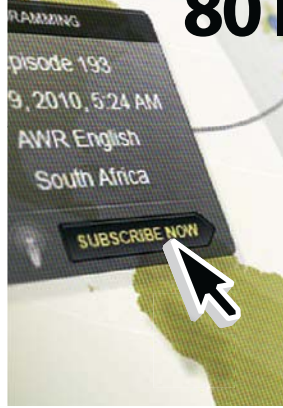 80
RAMMING
pisode 193
9, 2010, 5:24 AM
AWR English
South Africa
SUBSCRIBE NOW